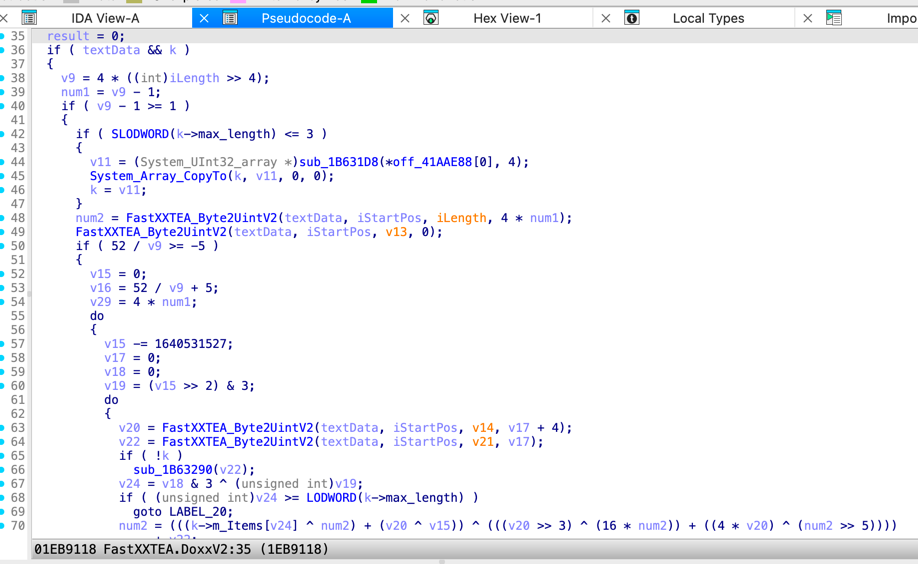 IDA View-A Pseudocode-A Hex View-1 Local Types Impo
35 result = 0;
36 if ( textData && k )
37 {
38 v9 = 4 * ((int)iLength >> 4);
39 num1 = v9 - 1;
40 if ( v9 - 1 >= 1 )
41 {
42 if ( SLODWORD(k->max_length) <= 3 )
43 {
44 v11 = (System_UInt32_array *)sub_1B631D8(*off_41AAE88[0], 4);
45 System_Array_CopyTo(k, v11, 0, 0);
46 k = v11;
47 }
48 num2 = FastXXTEA_Byte2UintV2(textData, iStartPos, iLength, 4 * num1);
49 FastXXTEA_Byte2UintV2(textData, iStartPos, v13, 0);
50 if ( 52 / v9 >= -5 )
51 {
52 v15 = 0;
53 v16 = 52 / v9 + 5;
54 v29 = 4 * num1;
55 do
56 {
57 v15 -= 1640531527;
58 v17 = 0;
59 v18 = 0;
60 v19 = (v15 >> 2) & 3;
61 do
62 {
63 v20 = FastXXTEA_Byte2UintV2(textData, iStartPos, v14, v17 + 4);
64 v22 = FastXXTEA_Byte2UintV2(textData, iStartPos, v21, v17);
65 if ( !k )
66 sub_1B63290(v22);
67 v24 = v18 & 3 ^ (unsigned int)v19;
68 if ( (unsigned int)v24 >= LODWORD(k->max_length) )
69 goto LABEL_20;
70 num2 = (((k->m_Items[v24] ^ num2) + (v20 ^ v15)) ^ (((v20 >> 3) ^ (16 * num2)) + ((4 * v20) ^ (num2 >> 5))))
01EB9118 FastXXTEA.DoxxV2:35 (1EB9118)